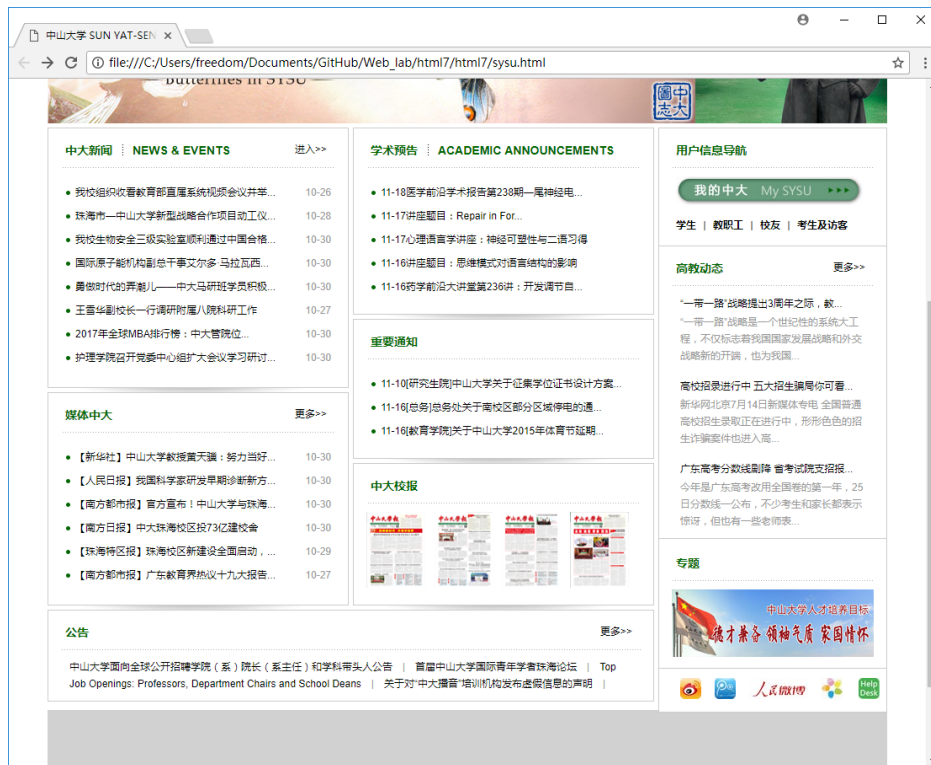 中山大学 SUN YAT-SEN
file:///C:/Users/freedom/Documents/GitHub/Web_lab/html7/html7/sysu.html
Butterflies in SYSU
中大新闻 NEWS & EVENTS 进入>>
我校组织收看教育部直属系统视频会议并举... 10-26
珠海市—中山大学新型战略合作项目动工仪... 10-28
我校生物安全三级实验室顺利通过中国合格... 10-30
国际原子能机构副总干事艾尔多·马拉瓦西... 10-30
勇做时代的弄潮儿——中大马研班学员积极... 10-30
王雪华副校长一行调研附属八院科研工作 10-27
2017年全球MBA排行榜：中大管院位... 10-30
护理学院召开党委中心组扩大会议学习研讨... 10-30
媒体中大 更多>>
【新华社】中山大学教授黄天骥：努力当好... 10-30
【人民日报】我国科学家研发早期诊断新方... 10-30
【南方都市报】官方宣布！中山大学与珠海... 10-30
【南方日报】中大珠海校区投73亿建校舍 10-30
【珠海特区报】珠海校区新建设全面启动，... 10-29
【南方都市报】广东教育界热议十九大报告... 10-27
学术预告 ACADEMIC ANNOUNCEMENTS
11-18医学前沿学术报告第238期—尾神经电...
11-17讲座题目：Repair in For...
11-17心理语言学讲座：神经可塑性与二语习得
11-16讲座题目：思维模式对语言结构的影响
11-16药学前沿大讲堂第236讲：开发调节自...
重要通知
11-10[研究生院]中山大学关于征集学位证书设计方案...
11-16[总务]总务处关于南校区部分区域停电的通...
11-16[教育学院]关于中山大学2015年体育节延期...
中大校报
中山大学报
中山大学报
中山大学报
中山大学报
公告 更多>>
中山大学面向全球公开招聘学院（系）院长（系主任）和学科带头人公告 | 首届中山大学国际青年学者珠海论坛 | Top
Job Openings: Professors, Department Chairs and School Deans | 关于对“中大播音”培训机构发布虚假信息的声明 |
用户信息导航
我的中大 My SYSU
学生 | 教职工 | 校友 | 考生及访客
高教动态 更多>>
“一带一路”战略提出3周年之际，教...
“一带一路”战略是一个世纪性的系统大工
程，不仅标志着我国国家发展战略和外交
战略新的开端，也为我国...
高校招录进行中 五大招生骗局你可看...
新华网北京7月14日新媒体专电 全国普通
高校招生录取正在进行中，形形色色的招
生诈骗案件也进入高...
广东高考分数线剧降 省考试院支招报...
今年是广东高考改用全国卷的第一年，25
日分数线一公布，不少考生和家长都表示
惊讶，但也有一些老师表...
专题
中山大学人才培养目标
德才兼备 领袖气质 家国情怀
人民微博
Help
Desk